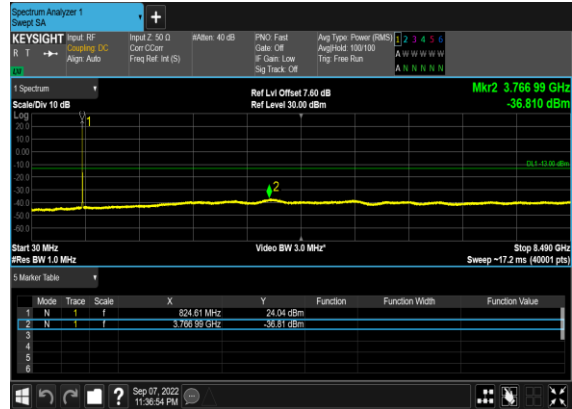 Spectrum Analyzer 1
Swept SA
+
KEYSIGHT Input: RF Input Z: 50 Ω #Atten: 40 dB PNO: Fast Avg Type: Power (RMS) 1 2 3 4 5 6
R T Coupling: DC Corr CCorr Gate: Off Avg|Hold: 100/100 A W W W W W
Align: Auto Freq Ref: Int (S) IF Gain: Low Trig: Free Run
Sig Track: Off A N N N N N
1 Spectrum
Ref Lvl Offset 7.60 dB Mkr2 3.766 99 GHz
Scale/Div 10 dB Ref Level 30.00 dBm -36.810 dBm
Log
1
20.0
10.0
0.00
-10.0
DL1 -13.00 dBm
-20.0
-30.0
2
-40.0
-50.0
-60.0
Start 30 MHz Video BW 3.0 MHz* Stop 8.490 GHz
#Res BW 1.0 MHz Sweep ~17.2 ms (40001 pts)
5 Marker Table
Mode Trace Scale X Y Function Function Width Function Value
1 N 1 f 824.61 MHz 24.04 dBm
2 N 1 f 3.766 99 GHz -36.81 dBm
3
4
5
6
? Sep 07, 2022
11:36:54 PM